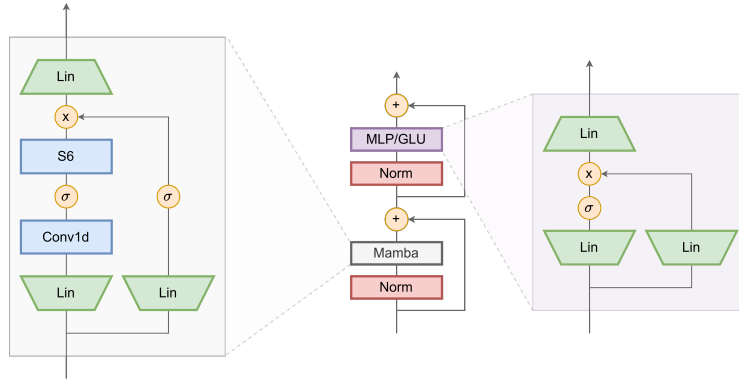 Lin
x
S6
σ
σ
Conv1d
Lin
Lin
+
MLP/GLU
Norm
+
Mamba
Norm
Lin
x
σ
Lin
Lin